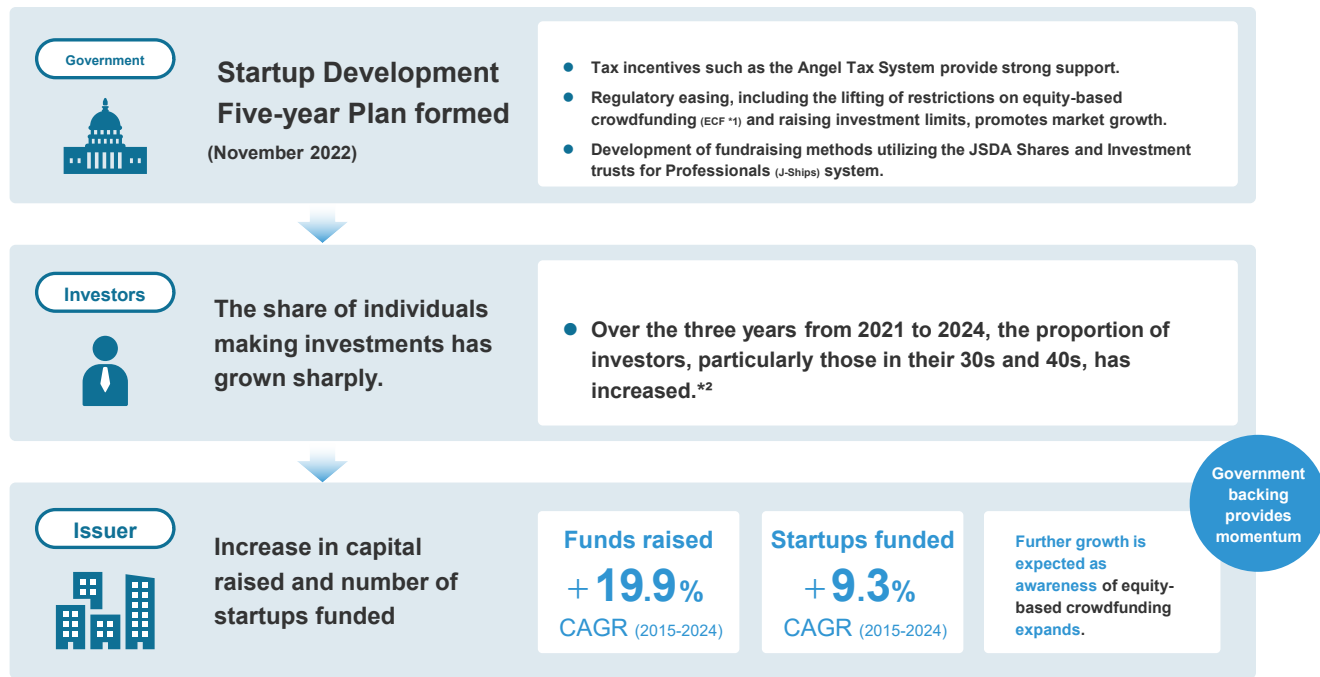 Government
Startup Development
Five-year Plan formed
(November 2022)
● Tax incentives such as the Angel Tax System provide strong support.
● Regulatory easing, including the lifting of restrictions on equity-based
crowdfunding (ECF *1) and raising investment limits, promotes market growth.
● Development of fundraising methods utilizing the JSDA Shares and Investment
trusts for Professionals (J-Ships) system.
Investors
The share of individuals
making investments has
grown sharply.
● Over the three years from 2021 to 2024, the proportion of
investors, particularly those in their 30s and 40s, has
increased.*²
Government
backing
provides
momentum
Issuer
Increase in capital
raised and number of
startups funded
Funds raised
+19.9%
CAGR (2015-2024)
Startups funded
+9.3%
CAGR (2015-2024)
Further growth is
expected as
awareness of equity-
based crowdfunding
expands.